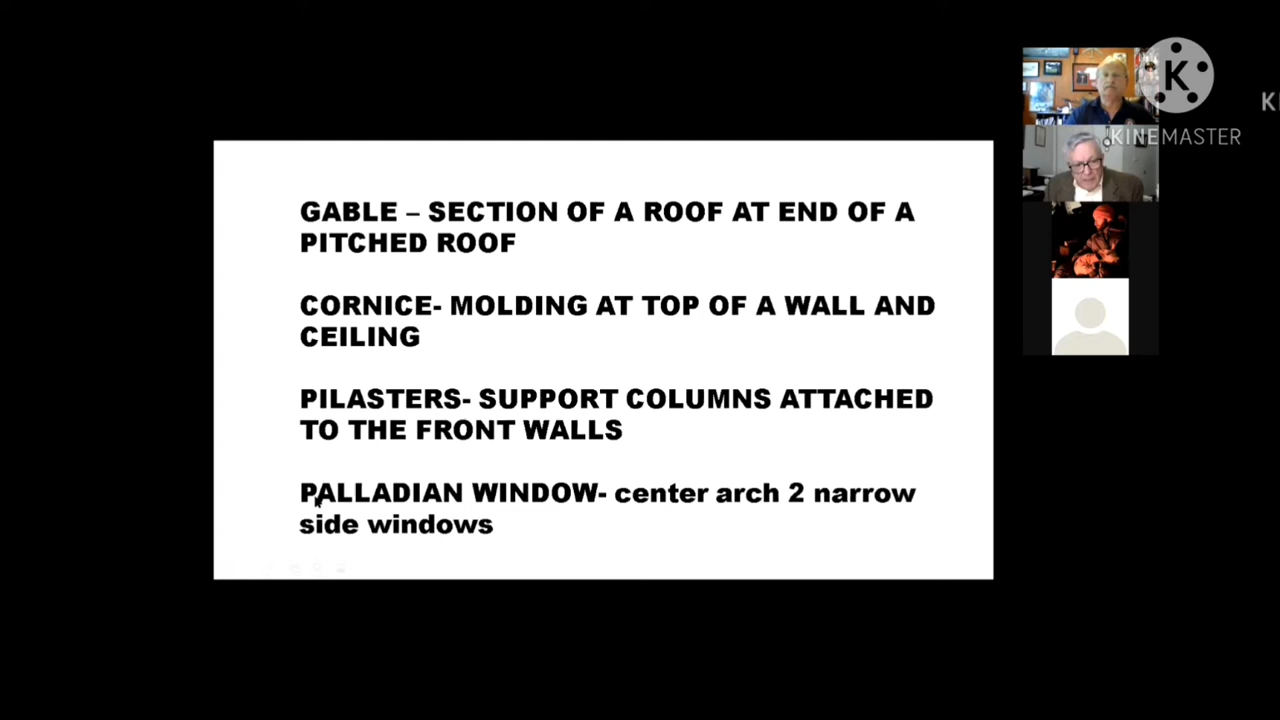 GABLE – SECTION OF A ROOF AT END OF A
PITCHED ROOF
CORNICE- MOLDING AT TOP OF A WALL AND
CEILING
PILASTERS- SUPPORT COLUMNS ATTACHED
TO THE FRONT WALLS
PALLADIAN WINDOW- center arch 2 narrow
side windows
K
KINEMASTER
K